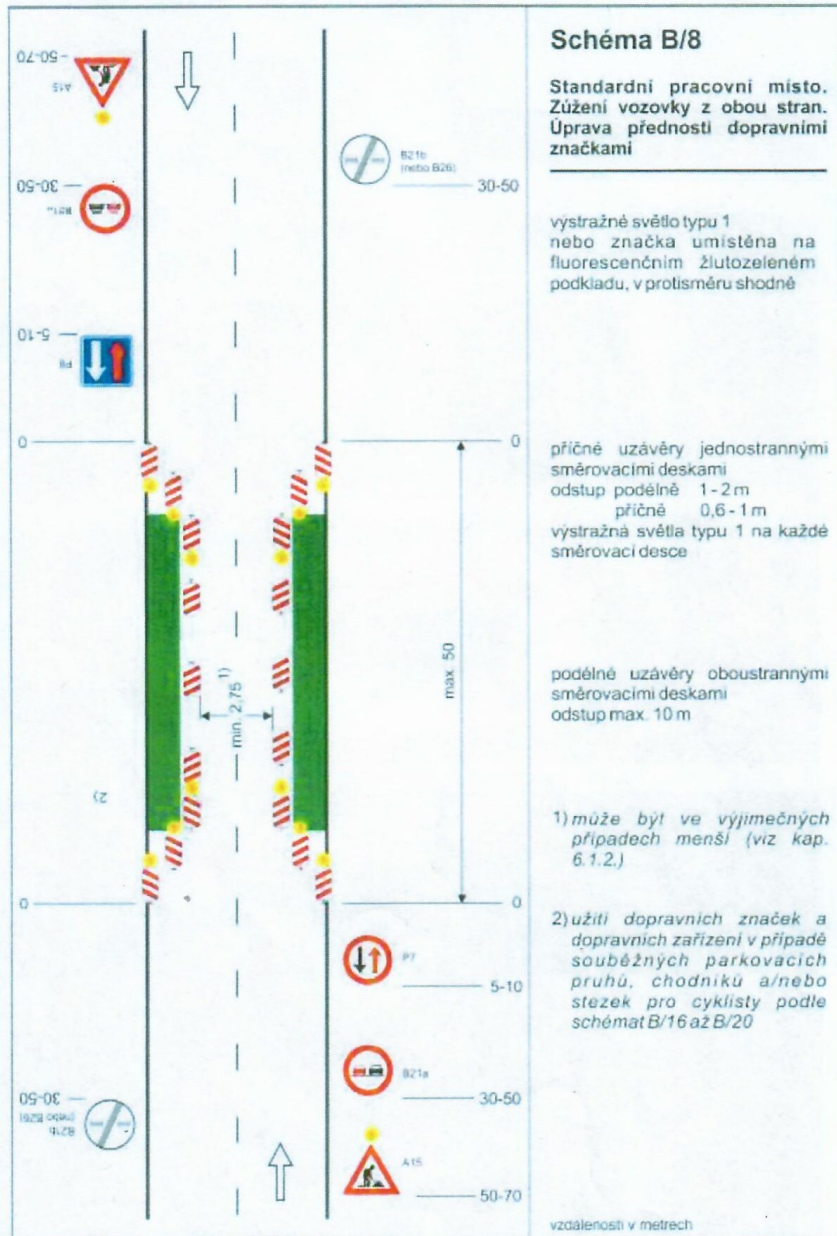 Schéma B/8
Standardní pracovní místo.
Zúžení vozovky z obou stran.
Úprava přednosti dopravními
značkami
výstražné světlo typu 1
nebo značka umístěna na
fluorescenčním žlutozeleném
podkladu, v protisměru shodně
příčné uzávěry jednostrannými
směrovacími deskami
odstup podélně 1 - 2 m
příčně 0,6 - 1 m
výstražná světla typu 1 na každé
směrovací desce
podélné uzávěry oboustrannými
směrovacími deskami
odstup max. 10 m
1) může být ve výjimečných
případech menší (viz kap.
6.1.2.)
2) užití dopravních značek a
dopravních zařízení v případě
souběžných parkovacích
pruhů, chodníků a/nebo
stezek pro cyklisty podle
schémat B/16 až B/20
vzdálenosti v metrech
50-70
A15
30-50
B21a
5-10
P8
0
B21b
(nebo B26)
30-50
0
max. 50
min. 2,75 1)
2)
0
0
P7
5-10
B21a
30-50
A15
50-70
30-50
B21b
(nebo B26)